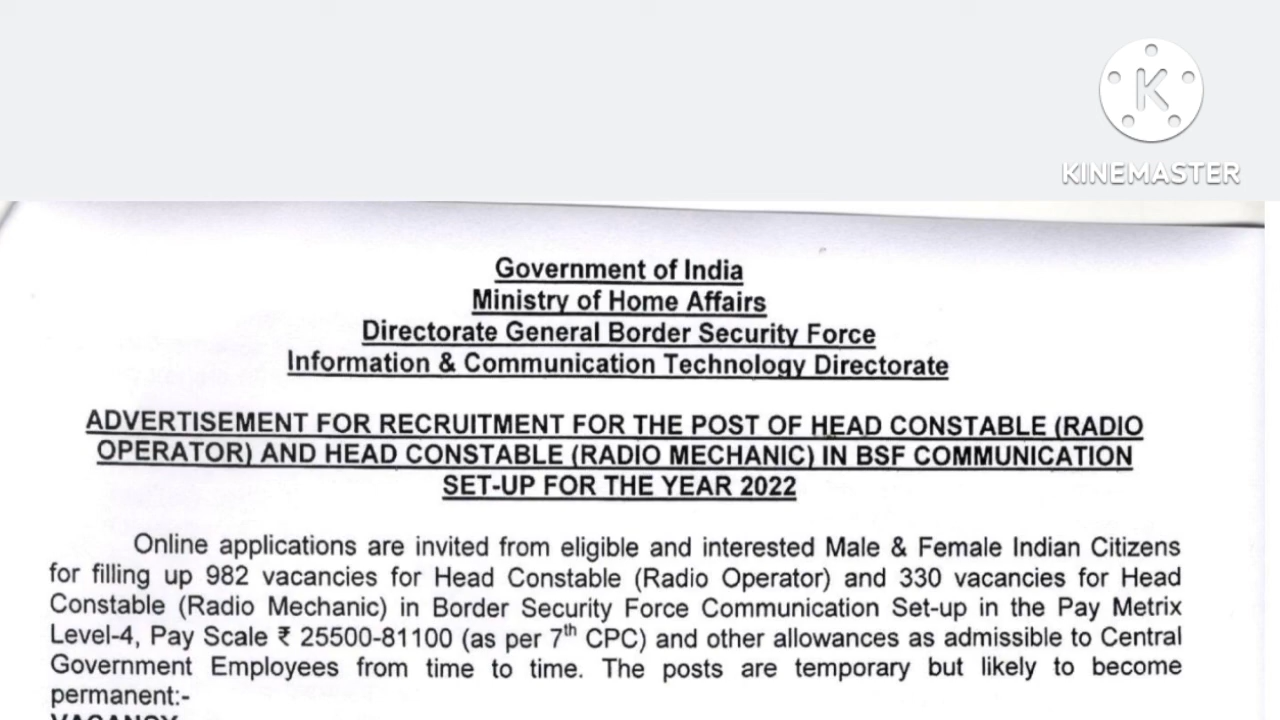 K
KINEMASTER
Government of India
Ministry of Home Affairs
Directorate General Border Security Force
Information & Communication Technology Directorate
ADVERTISEMENT FOR RECRUITMENT FOR THE POST OF HEAD CONSTABLE (RADIO
OPERATOR) AND HEAD CONSTABLE (RADIO MECHANIC) IN BSF COMMUNICATION
SET-UP FOR THE YEAR 2022
Online applications are invited from eligible and interested Male & Female Indian Citizens
for filling up 982 vacancies for Head Constable (Radio Operator) and 330 vacancies for Head
Constable (Radio Mechanic) in Border Security Force Communication Set-up in the Pay Metrix
Level-4, Pay Scale ₹ 25500-81100 (as per 7th CPC) and other allowances as admissible to Central
Government Employees from time to time. The posts are temporary but likely to become
permanent:-
VACANCY